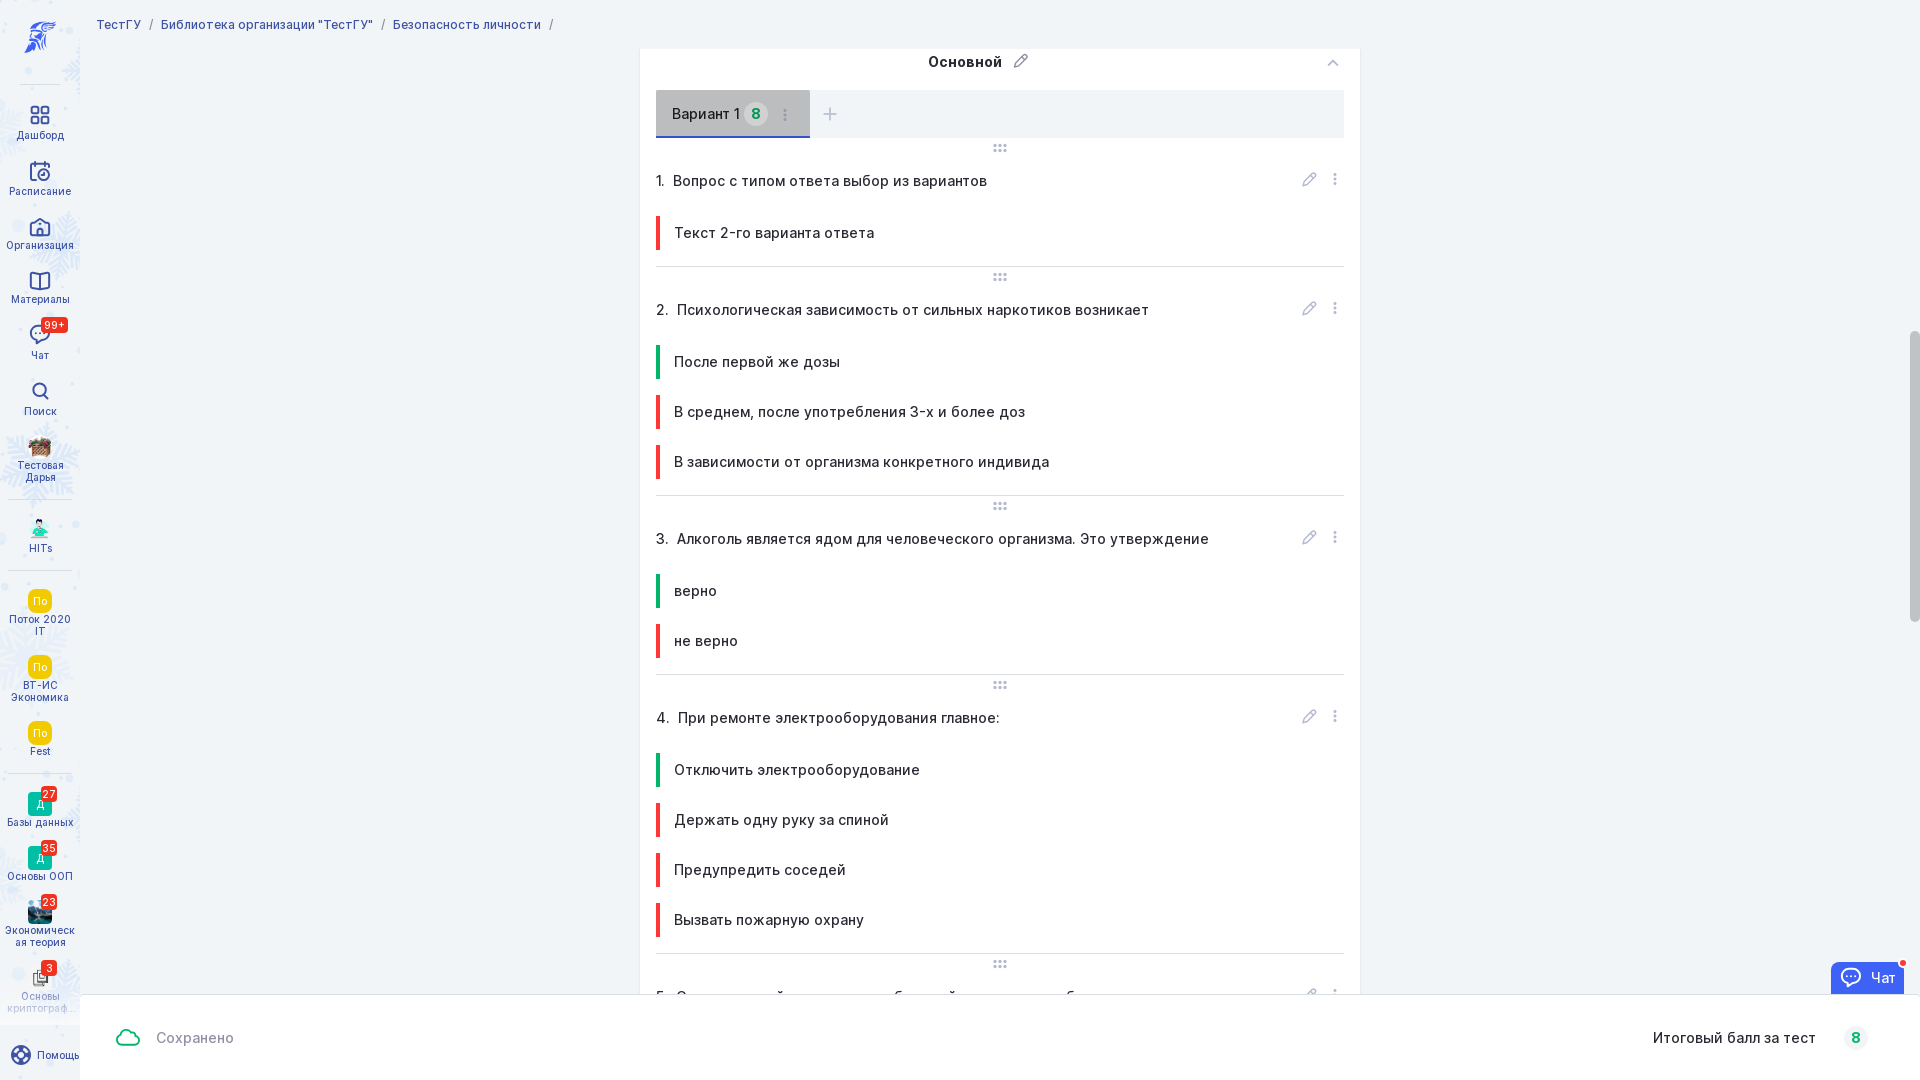 ТестГУ / Библиотека организации "ТестГУ" / Безопасность личности /
Дашборд
Расписание
Организация
Материалы
99+
Чат
Поиск
Тестовая
Дарья
HITs
По
Поток 2020
IT
По
ВТ-ИС
Экономика
По
Fest
27
Д
Базы данных
35
Д
Основы ООП
23
Экономическ
ая теория
3
Основы
криптограф...
Помощь
Основной
Вариант 1 8
1. Вопрос с типом ответа выбор из вариантов
Текст 2-го варианта ответа
2. Психологическая зависимость от сильных наркотиков возникает
После первой же дозы
В среднем, после употребления 3-х и более доз
В зависимости от организма конкретного индивида
3. Алкоголь является ядом для человеческого организма. Это утверждение
верно
не верно
4. При ремонте электрооборудования главное:
Отключить электрооборудование
Держать одну руку за спиной
Предупредить соседей
Вызвать пожарную охрану
Чат
Сохранено
Итоговый балл за тест 8